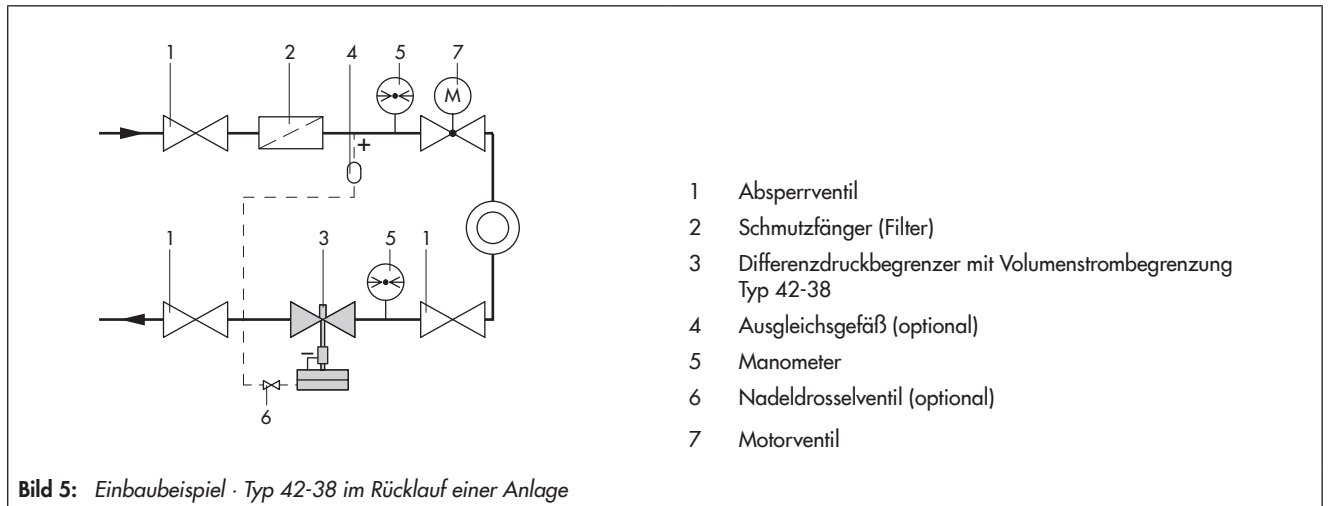 1 2 4 5 7
M
+
1 3 5 1
−
6
1 Absperrventil
2 Schmutzfänger (Filter)
3 Differenzdruckbegrenzer mit Volumenstrombegrenzung
Typ 42-38
4 Ausgleichsgefäß (optional)
5 Manometer
6 Nadeldrosselventil (optional)
7 Motorventil
Bild 5: Einbaubeispiel · Typ 42-38 im Rücklauf einer Anlage